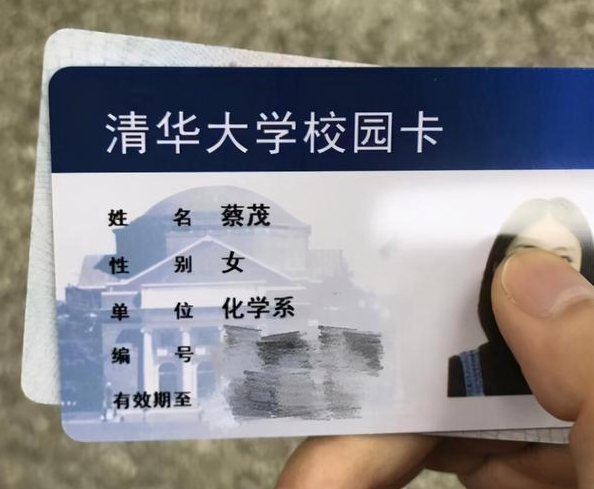 清华大学校园卡
姓 名 蔡茂
性 别 女
单 位 化学系
编 号
有效期至